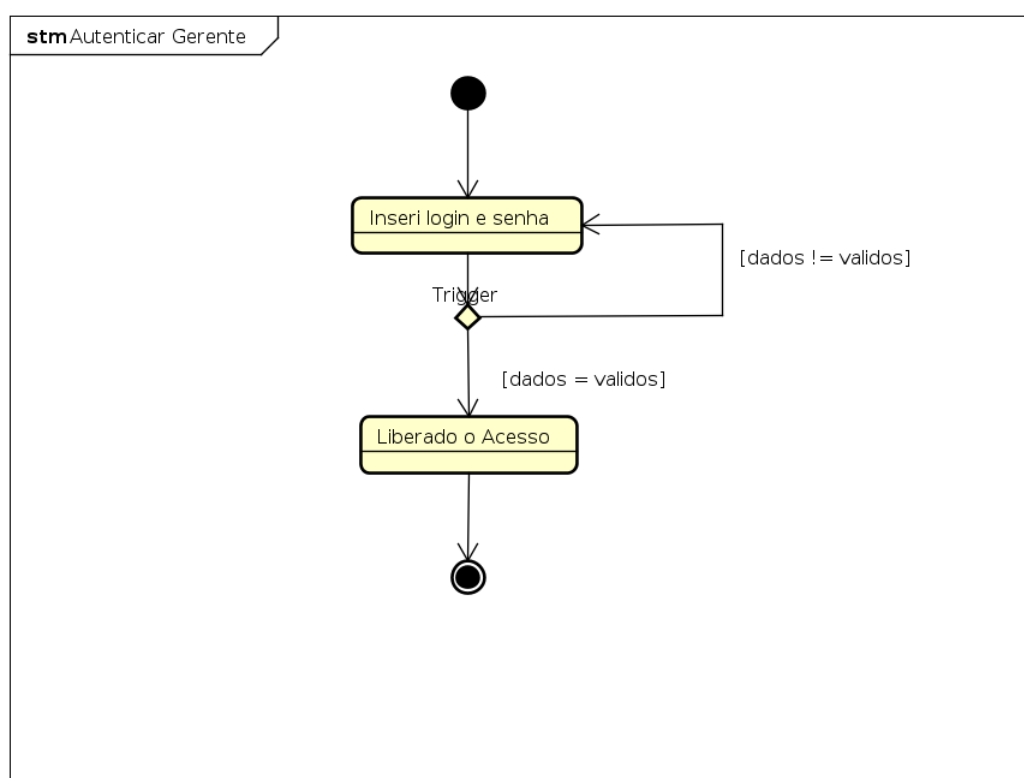 stm Autenticar Gerente
Inseri login e senha
[dados != validos]
Trigger
[dados = validos]
Liberado o Acesso